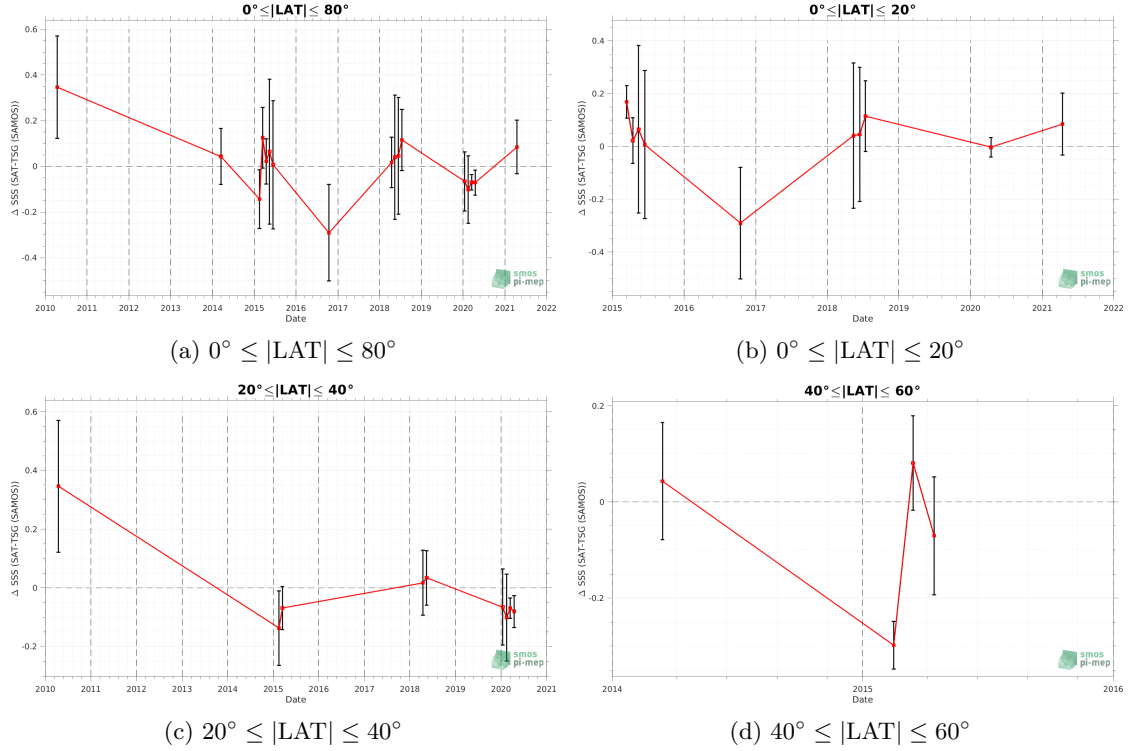 0°≤|LAT|≤ 80°
Δ SSS (SAT-TSG (SAMOS))
0.6
0.4
0.2
0
-0.2
-0.4
2010 2011 2012 2013 2014 2015 2016 2017 2018 2019 2020 2021 2022
Date
smos
pi-mep
(a) 0° ≤ |LAT| ≤ 80°
0°≤|LAT|≤ 20°
Δ SSS (SAT-TSG (SAMOS))
0.4
0.2
0
-0.2
-0.4
2015 2016 2017 2018 2019 2020 2021 2022
Date
smos
pi-mep
(b) 0° ≤ |LAT| ≤ 20°
20°≤|LAT|≤ 40°
Δ SSS (SAT-TSG (SAMOS))
0.6
0.4
0.2
0
-0.2
2010 2011 2012 2013 2014 2015 2016 2017 2018 2019 2020 2021
Date
smos
pi-mep
(c) 20° ≤ |LAT| ≤ 40°
40°≤|LAT|≤ 60°
Δ SSS (SAT-TSG (SAMOS))
0.2
0
-0.2
2014 2015 2016
Date
smos
pi-mep
(d) 40° ≤ |LAT| ≤ 60°